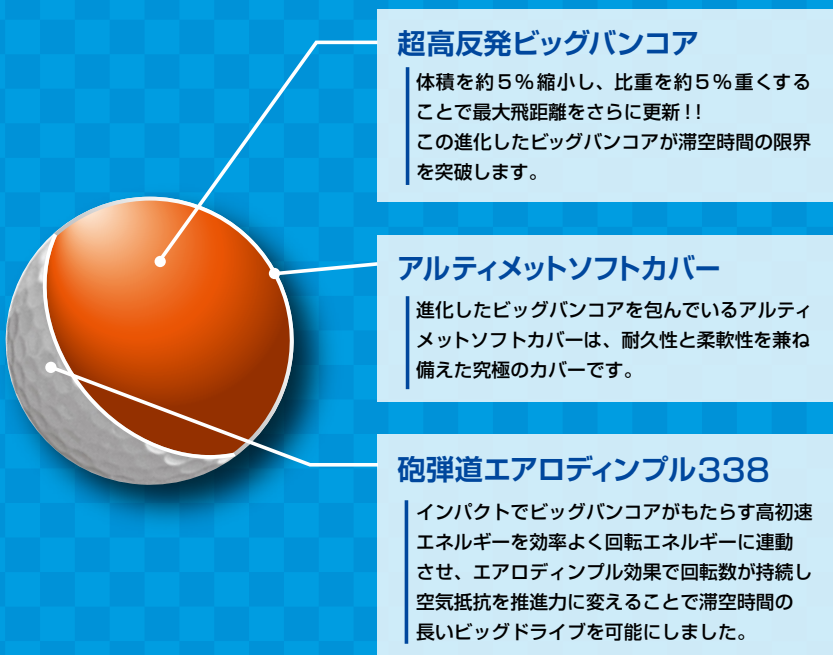 超高反発ビッグバンコア
体積を約5%縮小し、比重を約5%重くする
ことで最大飛距離をさらに更新!!
この進化したビッグバンコアが滞空時間の限界
を突破します。
アルティメットソフトカバー
進化したビッグバンコアを包んでいるアルティ
メットソフトカバーは、耐久性と柔軟性を兼ね
備えた究極のカバーです。
砲弾道エアロディンプル338
インパクトでビッグバンコアがもたらす高初速
エネルギーを効率よく回転エネルギーに連動
させ、エアロディンプル効果で回転数が持続し
空気抵抗を推進力に変えることで滞空時間の
長いビッグドライブを可能にしました。